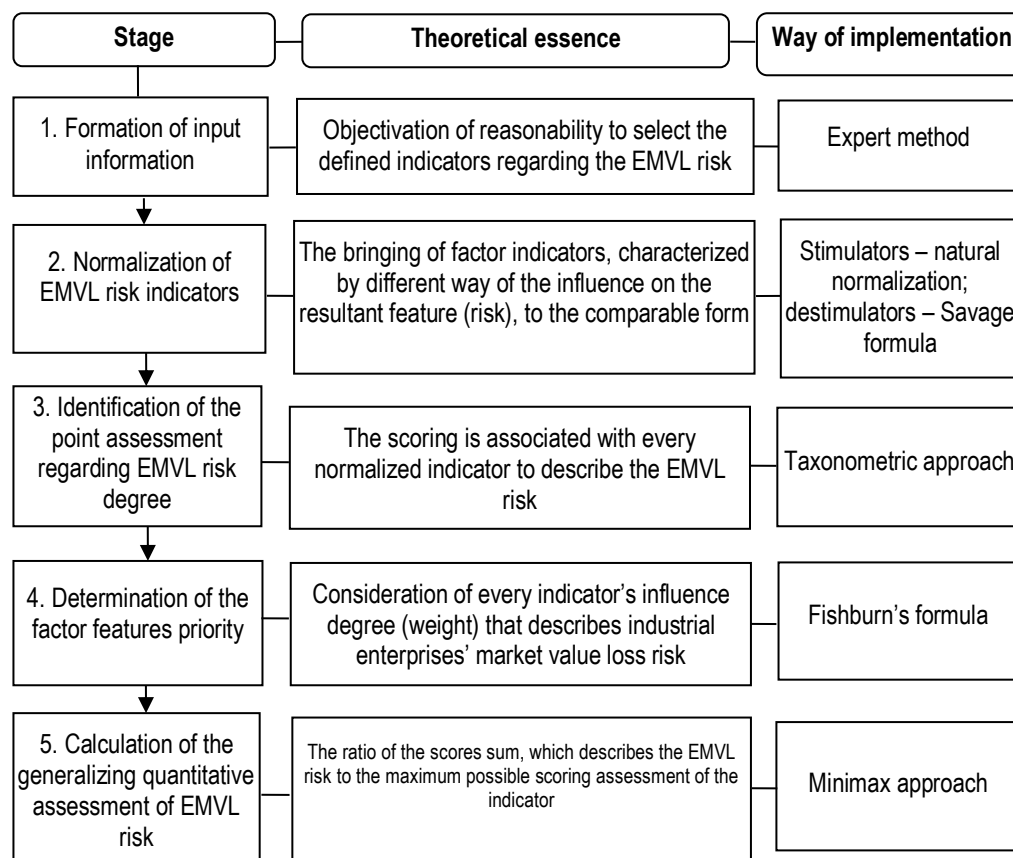 Stage
Theoretical essence
Way of implementation
1. Formation of input
information
Objectivation of reasonability to select the
defined indicators regarding the EMVL risk
Expert method
2. Normalization of
EMVL risk indicators
The bringing of factor indicators, characterized
by different way of the influence on the
resultant feature (risk), to the comparable form
Stimulators – natural
normalization;
destimulators – Savage
formula
3. Identification of the
point assessment
regarding EMVL risk
degree
The scoring is associated with every
normalized indicator to describe the EMVL
risk
Taxonometric approach
4. Determination of the
factor features priority
Consideration of every indicator’s influence
degree (weight) that describes industrial
enterprises’ market value loss risk
Fishburn’s formula
5. Calculation of the
generalizing quantitative
assessment of EMVL
risk
The ratio of the scores sum, which describes the EMVL
risk to the maximum possible scoring assessment of the
indicator
Minimax approach